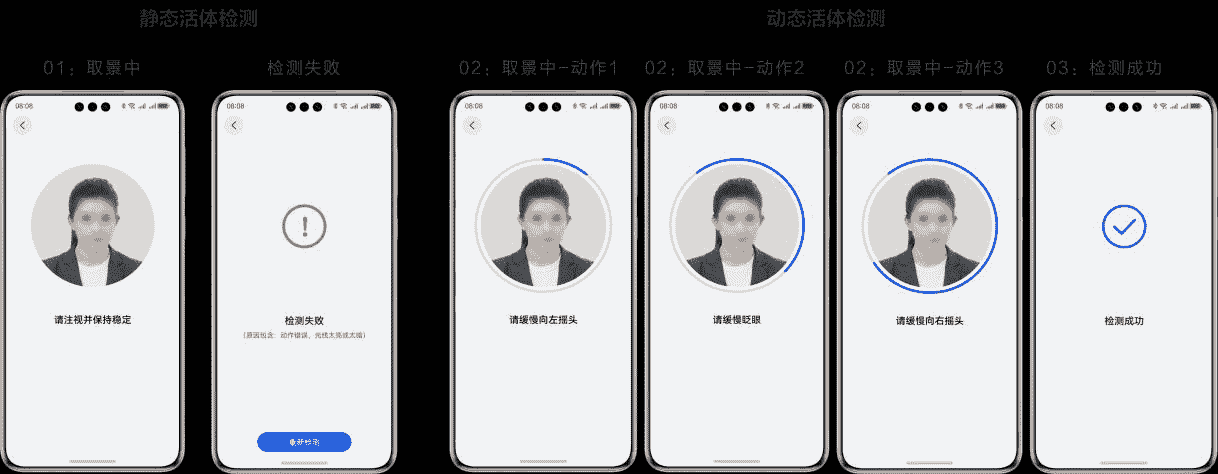 静态活体检测
动态活体检测
01：取景中
检测失败
02：取景中-动作1
02：取景中-动作2
02：取景中-动作3
03：检测成功
08:08
请注视并保持稳定
08:08
检测失败
(原因包含：动作错误，光线太亮或太暗)
重新检测
08:08
请缓慢向左摇头
08:08
请缓慢眨眼
08:08
请缓慢向右摇头
08:08
检测成功